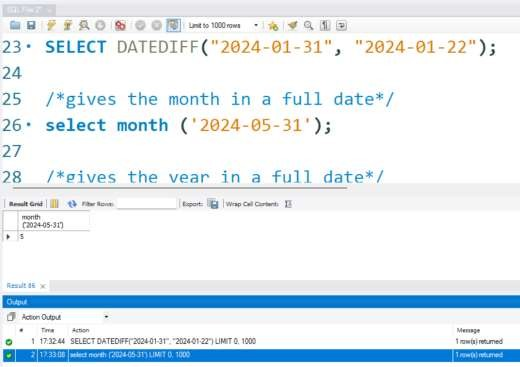 SQL File 2*
Limit to 1000 rows
23 SELECT DATEDIFF("2024-01-31", "2024-01-22");
24
25 /*gives the month in a full date*/
26 select month ('2024-05-31');
27
28 /*gives the year in a full date*/
Result Grid Filter Rows: Export: Wrap Cell Content:
month
('2024-05-31')
5
Result 86
Output
Action Output
# Time Action Message
1 17:32:44 SELECT DATEDIFF("2024-01-31", "2024-01-22") LIMIT 0, 1000 1 row(s) returned
2 17:33:08 select month ('2024-05-31') LIMIT 0, 1000 1 row(s) returned